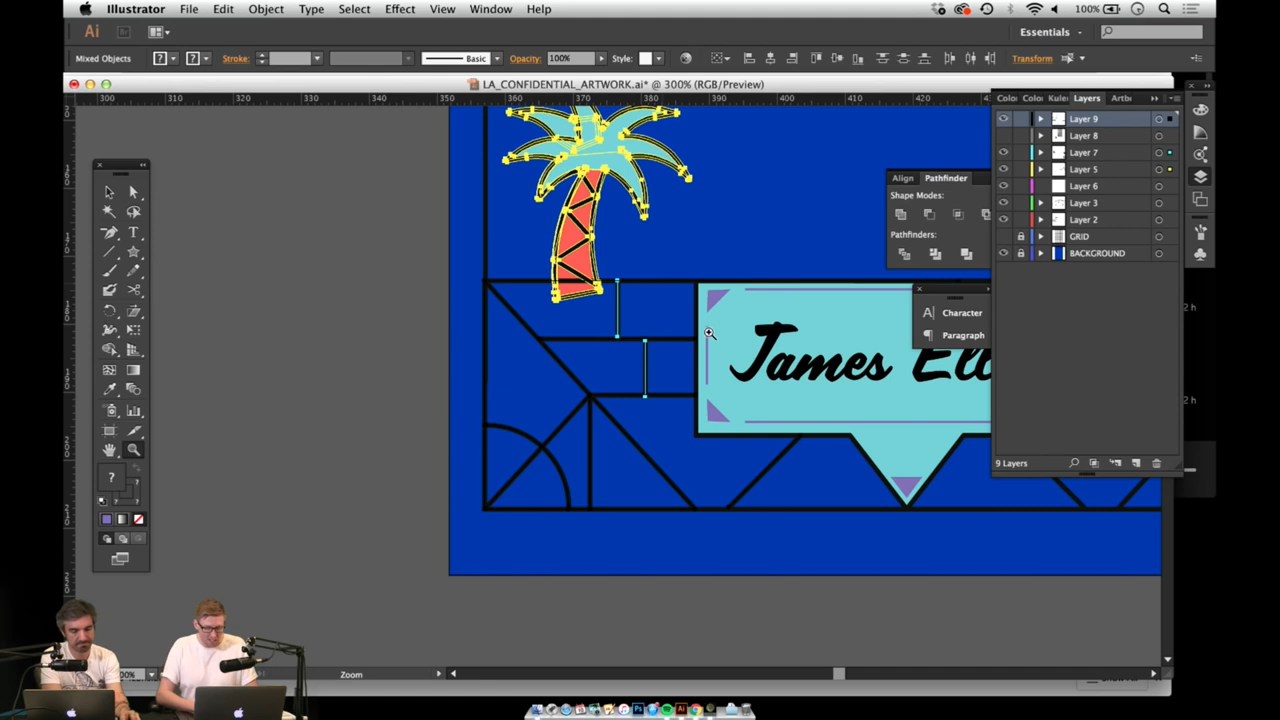 Illustrator File Edit Object Type Select Effect View Window Help
100%
Ai
Essentials
Mixed Objects
Stroke:
Basic
Opacity: 100%
Style:
Transform
LA_CONFIDENTIAL_ARTWORK.ai* @ 300% (RGB/Preview)
300 310 320 330 340 350 360 370 380 390 400 410 420
Layers
Layer 9
Layer 8
Layer 7
Layer 5
Layer 6
Layer 3
Layer 2
GRID
BACKGROUND
9 Layers
Align Pathfinder
Shape Modes:
Pathfinders:
Character
Paragraph
James
2 h
2 h
Zoom